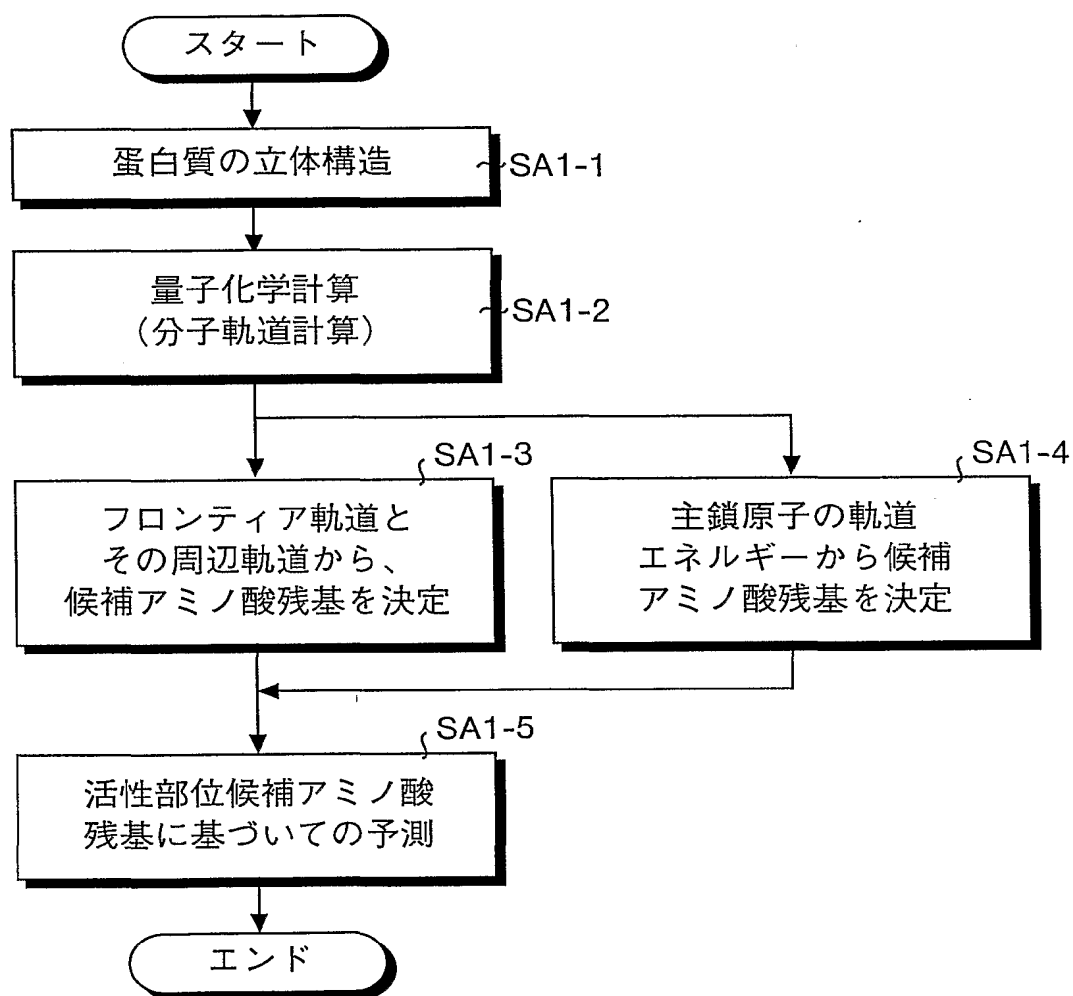 スタート
蛋白質の立体構造
SA1-1
量子化学計算
（分子軌道計算）
SA1-2
SA1-3
フロンティア軌道と
その周辺軌道から、
候補アミノ酸残基を決定
SA1-4
主鎖原子の軌道
エネルギーから候補
アミノ酸残基を決定
SA1-5
活性部位候補アミノ酸
残基に基づいての予測
エンド